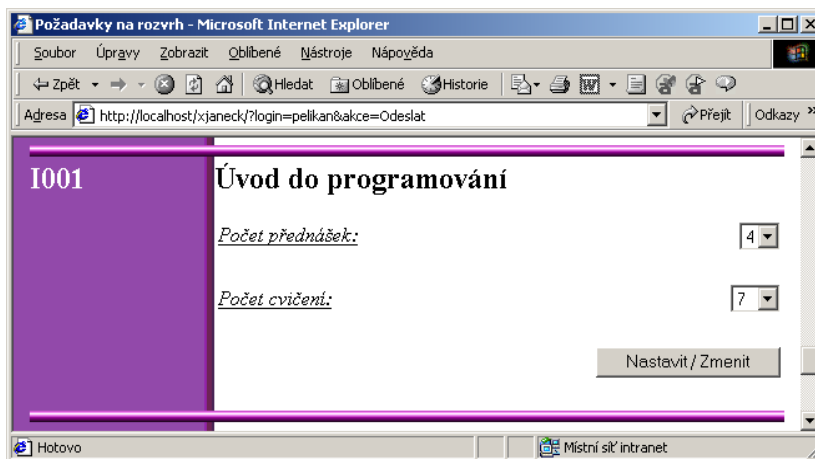 Požadavky na rozvrh - Microsoft Internet Explorer
Soubor Úpravy Zobrazit Oblíbené Nástroje Nápověda
Zpět Hledat Oblíbené Historie
Adresa http://localhost/xjaneck/?login=pelikan&akce=Odeslat Přejít Odkazy »
I001 Úvod do programování
Počet přednášek: 4
Počet cvičení: 7
Nastavit / Zmenit
Hotovo Místní síť intranet